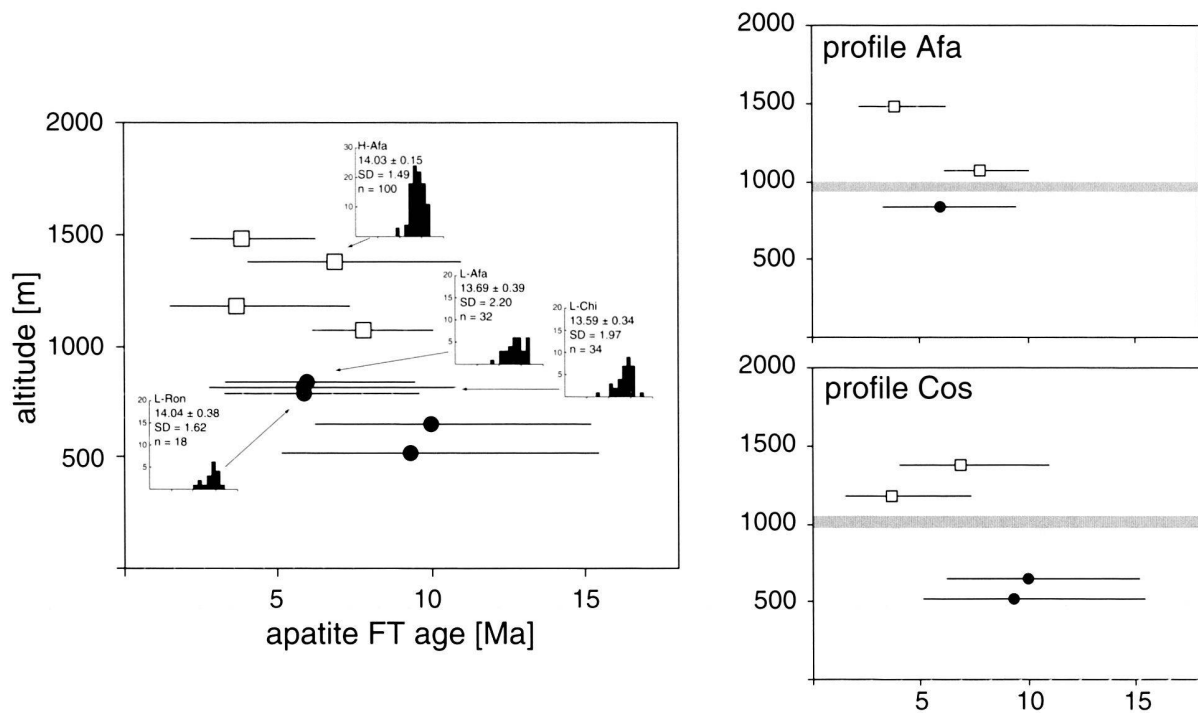 2000
1500
1000
500
altitude [m]
30
20
10
H-Afa
14.03 ± 0.15
SD = 1.49
n = 100
20
15
10
5
L-Afa
13.69 ± 0.39
SD = 2.20
n = 32
20
15
10
5
L-Chi
13.59 ± 0.34
SD = 1.97
n = 34
20
15
10
5
L-Ron
14.04 ± 0.38
SD = 1.62
n = 18
5 10 15
apatite FT age [Ma]
2000
1500
1000
500
profile Afa
2000
1500
1000
500
profile Cos
5 10 15